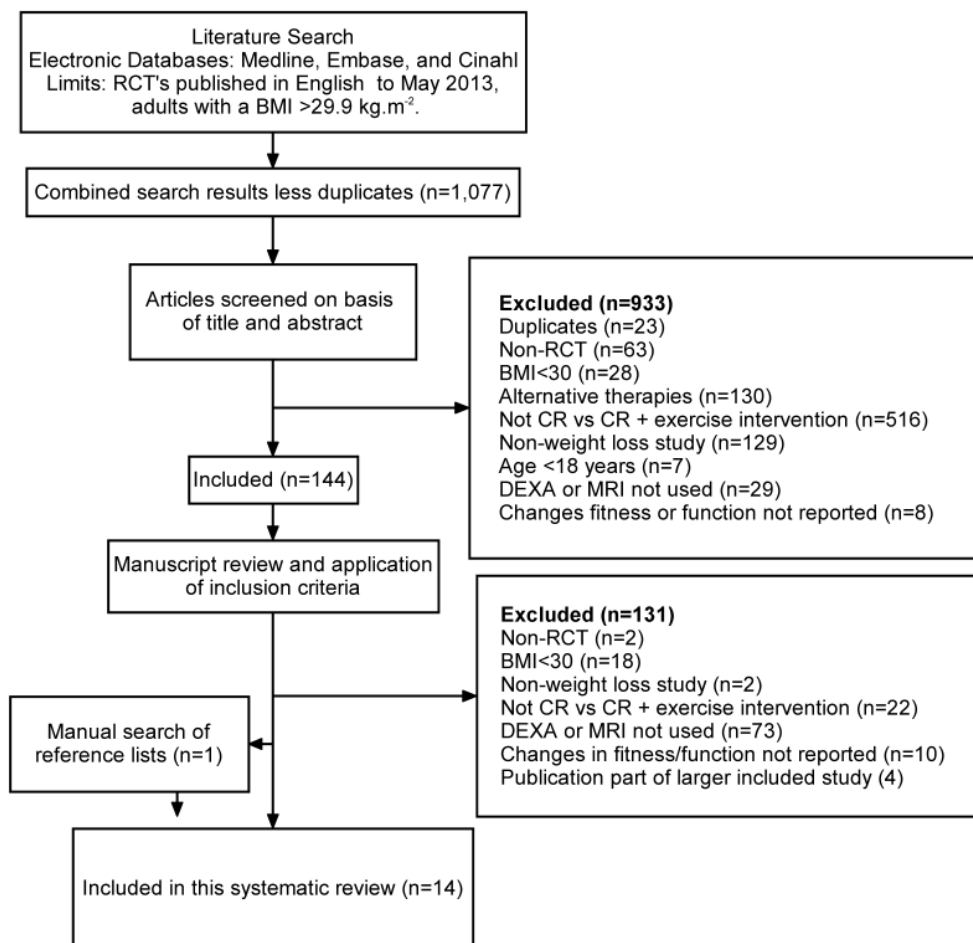 Literature Search
Electronic Databases: Medline, Embase, and Cinahl
Limits: RCT's published in English to May 2013,
adults with a BMI >29.9 kg.m⁻².
Combined search results less duplicates (n=1,077)
Articles screened on basis
of title and abstract
Excluded (n=933)
Duplicates (n=23)
Non-RCT (n=63)
BMI<30 (n=28)
Alternative therapies (n=130)
Not CR vs CR + exercise intervention (n=516)
Non-weight loss study (n=129)
Age <18 years (n=7)
DEXA or MRI not used (n=29)
Changes fitness or function not reported (n=8)
Included (n=144)
Manuscript review and application
of inclusion criteria
Excluded (n=131)
Non-RCT (n=2)
BMI<30 (n=18)
Non-weight loss study (n=2)
Not CR vs CR + exercise intervention (n=22)
DEXA or MRI not used (n=73)
Changes in fitness/function not reported (n=10)
Publication part of larger included study (4)
Manual search of
reference lists (n=1)
Included in this systematic review (n=14)